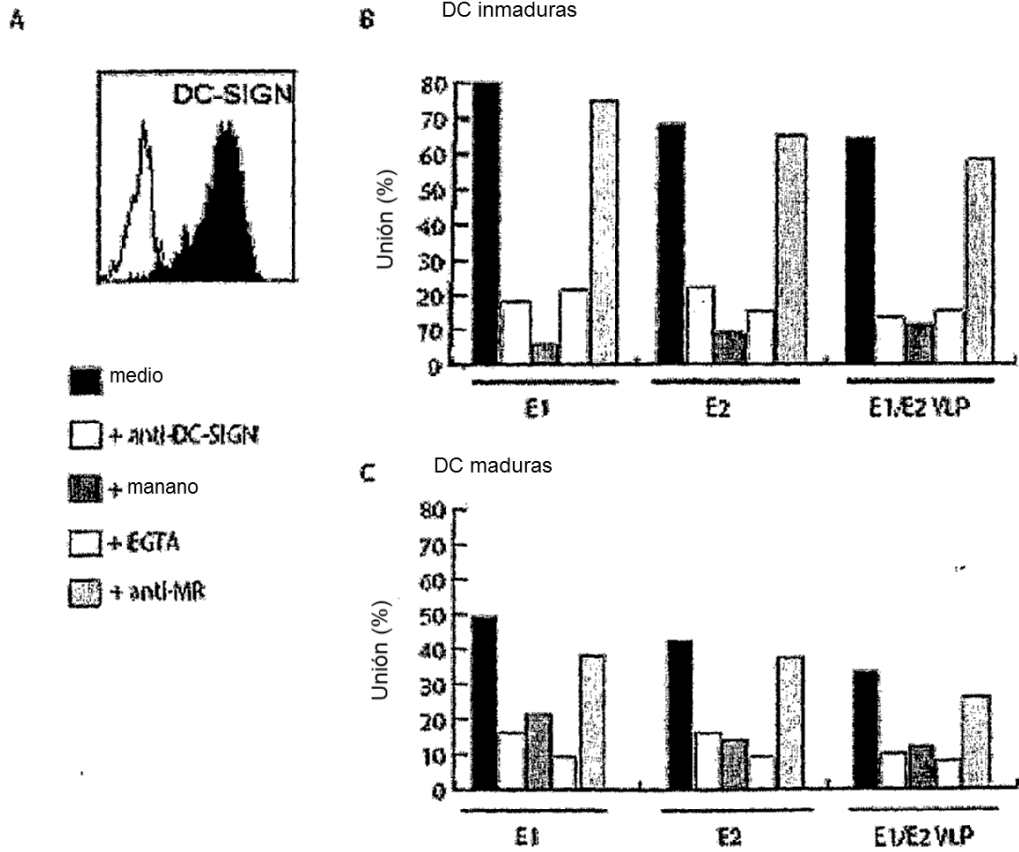 A
DC-SIGN
medio
+ anti-DC-SIGN
+ manano
+ EGTA
+ anti-MR
B
DC inmaduras
Unión (%)
80
70
60
50
40
30
20
10
0
E1
E2
E1/E2 VLP
C
DC maduras
Unión (%)
80
70
60
50
40
30
20
10
0
E1
E2
E1/E2 VLP